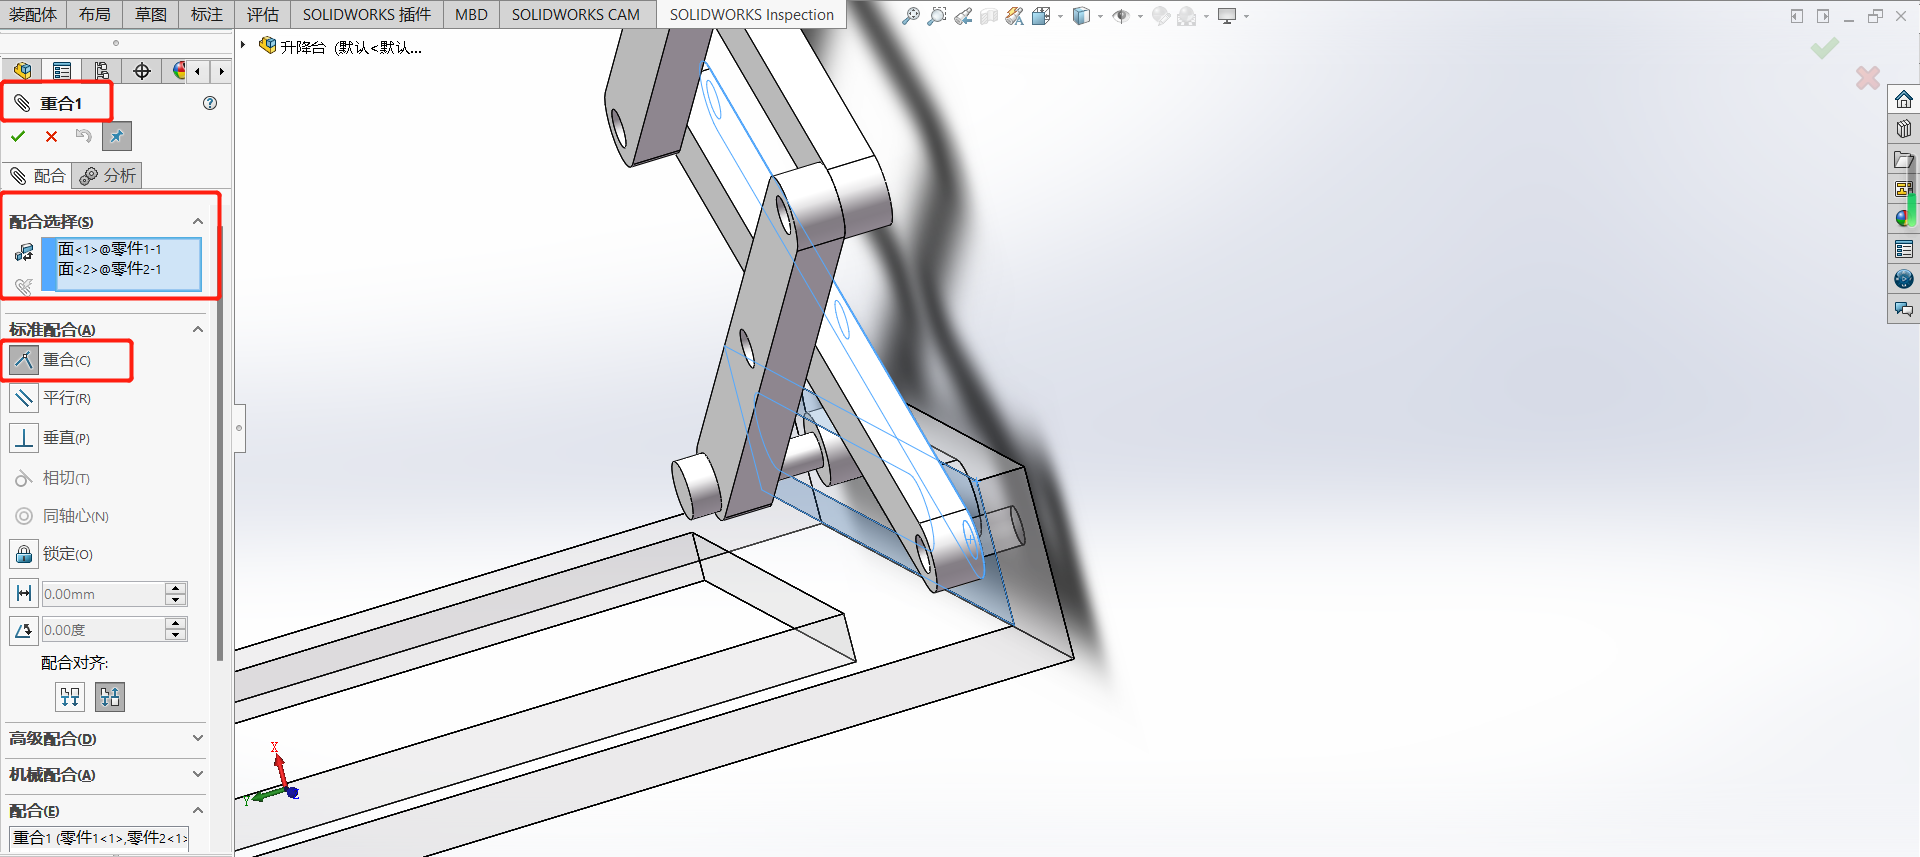 装配体 布局 草图 标注 评估 SOLIDWORKS 插件 MBD SOLIDWORKS CAM SOLIDWORKS Inspection
升降台 (默认<默认...
重合1
配合 分析
配合选择(S)
面<1>@零件1-1
面<2>@零件2-1
标准配合(A)
重合(C)
平行(R)
垂直(P)
相切(T)
同轴心(N)
锁定(O)
0.00mm
0.00度
配合对齐:
高级配合(D)
机械配合(A)
配合(E)
重合1 (零件1<1>,零件2<1>
X
Y
Z